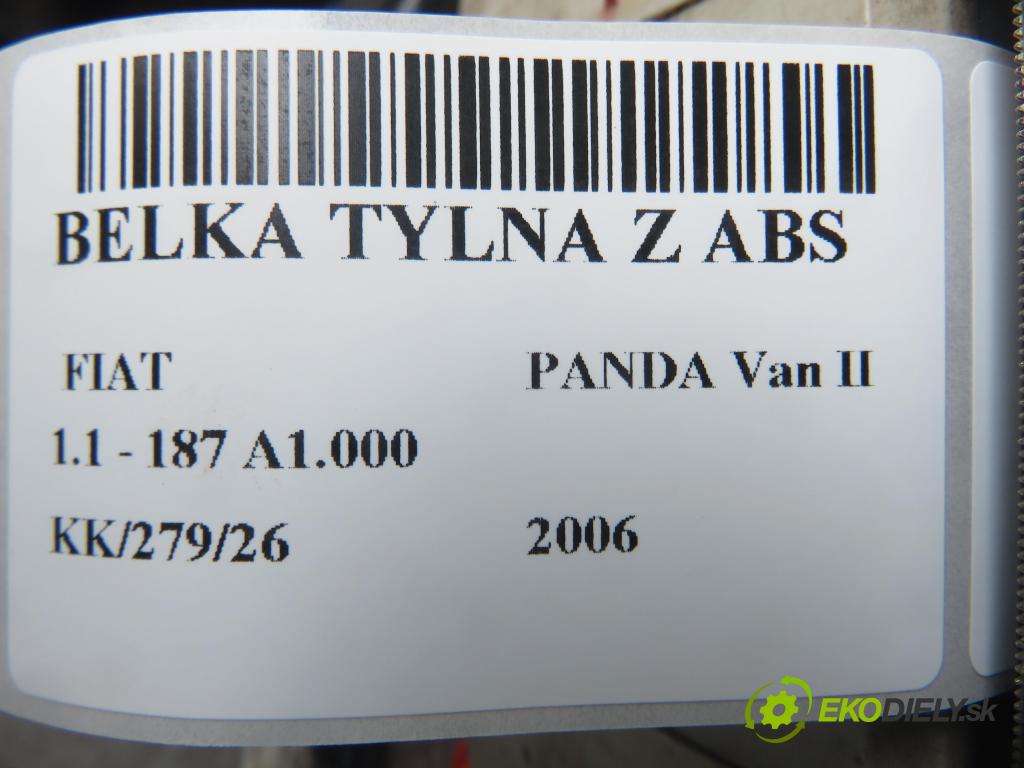 BELKA TYLNA Z ABS
FIAT PANDA Van II
1.1 - 187 A1.000
KK/279/26 2006
EKODIELY.sk